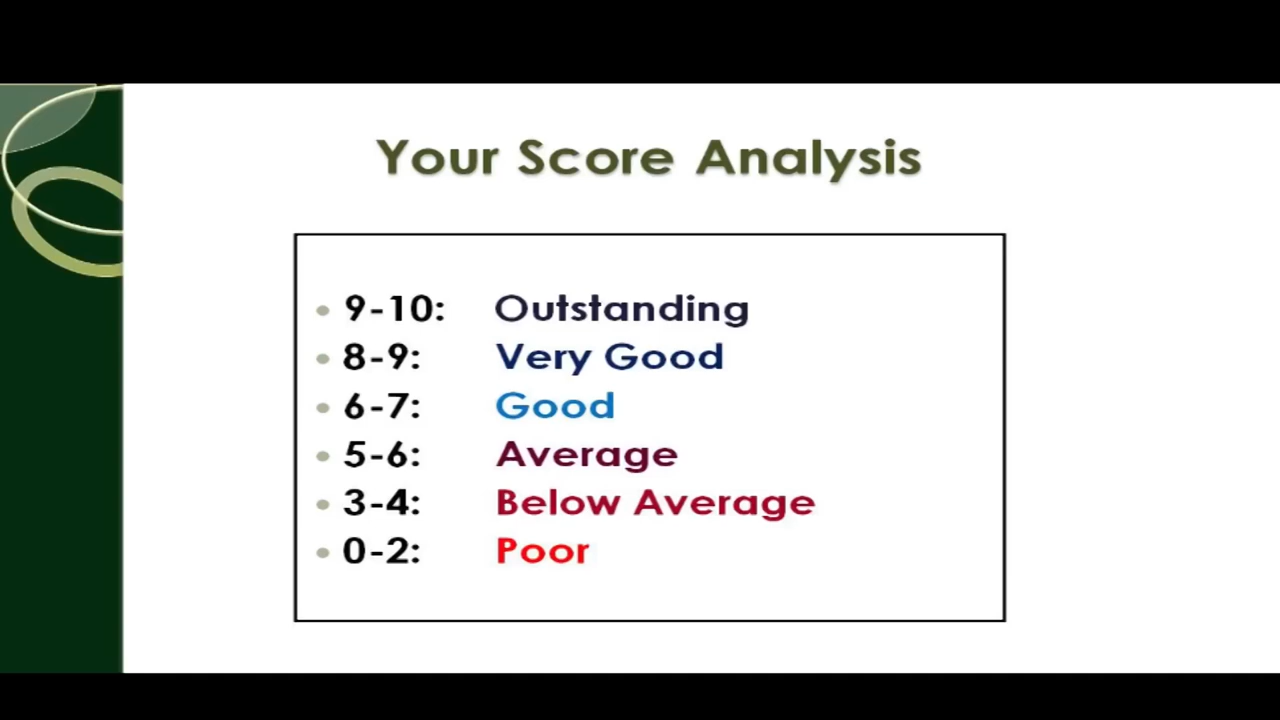 Your Score Analysis
• 9-10: Outstanding
• 8-9: Very Good
• 6-7: Good
• 5-6: Average
• 3-4: Below Average
• 0-2: Poor